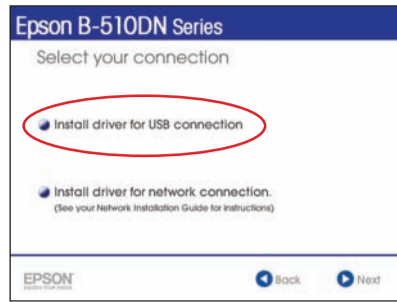 Epson B-510DN Series
Select your connection
Install driver for USB connection
Install driver for network connection.
(See your Network Installation Guide for instructions)
EPSON
Back
Next